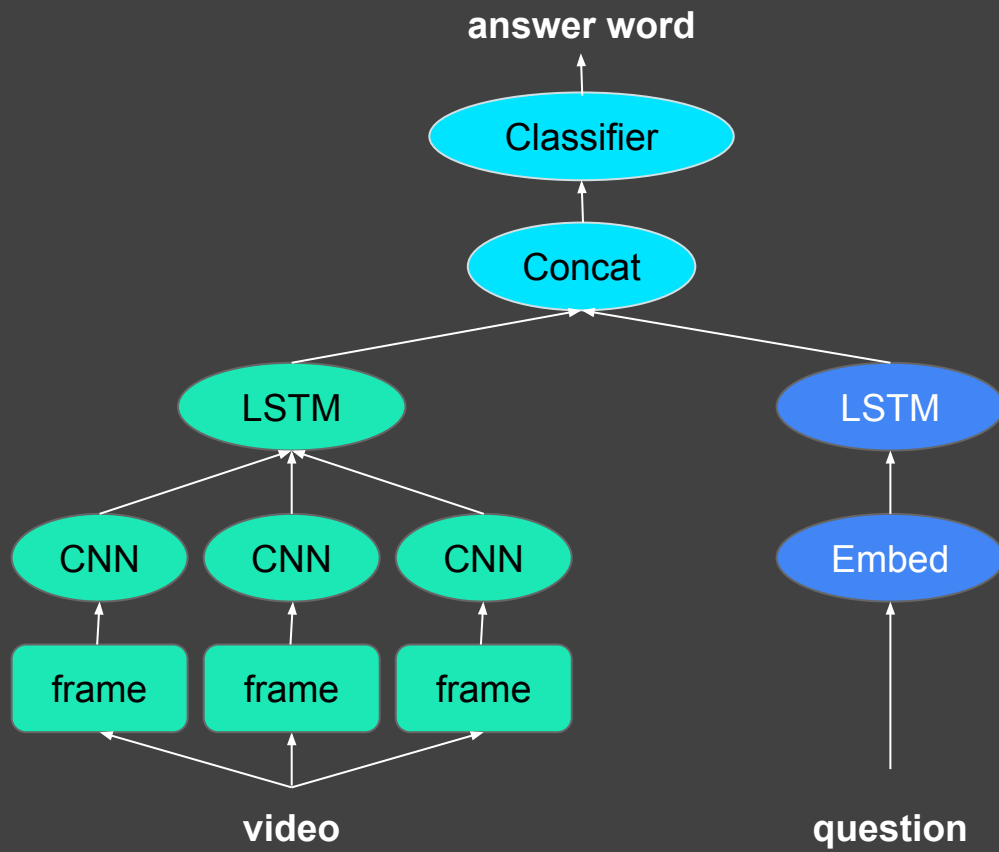 answer word
Classifier
Concat
LSTM LSTM
CNN CNN CNN Embed
frame frame frame
video question